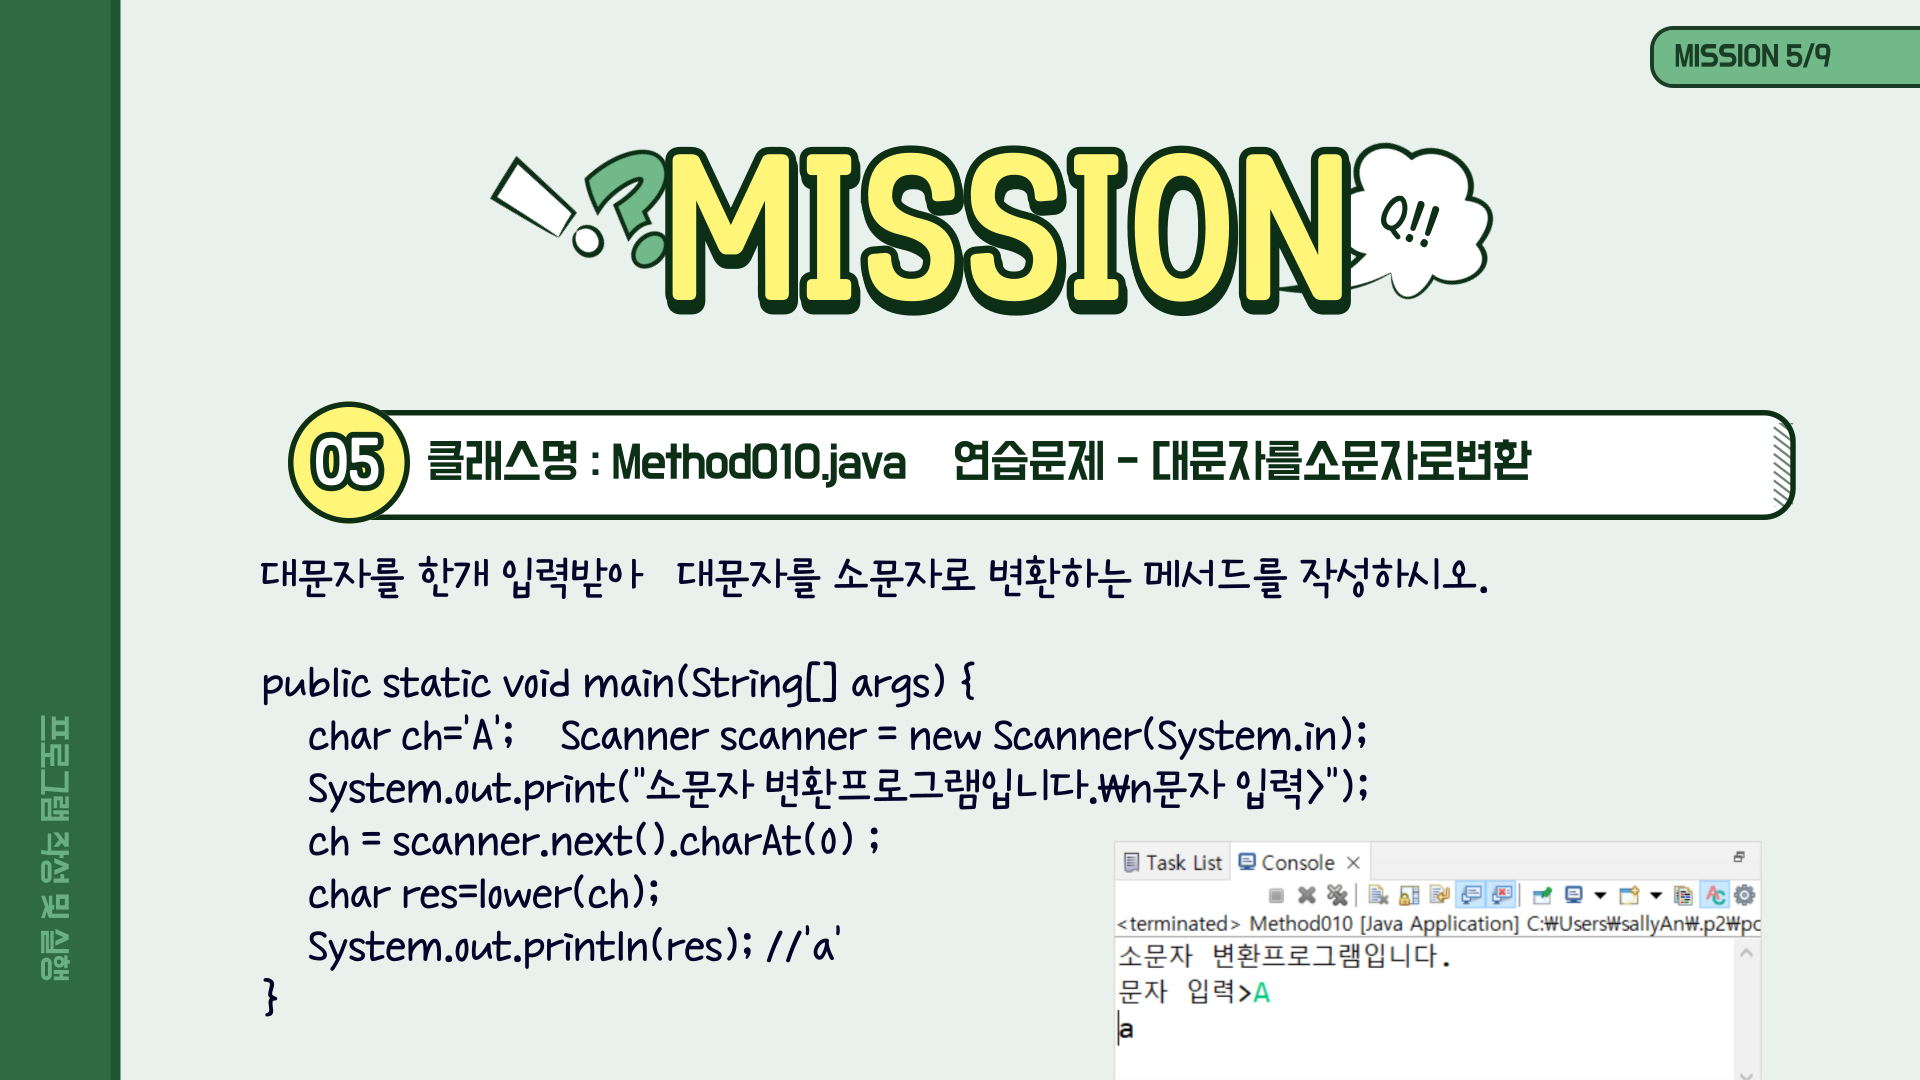 MISSION 5/9
MISSION
Q!!
05
클래스명 : Method010.java 연습문제 - 대문자를소문자로변환
대문자를 한개 입력받아 대문자를 소문자로 변환하는 메서드를 작성하시오.
public static void main(String[] args) {
char ch='A'; Scanner scanner = new Scanner(System.in);
System.out.print("소문자 변환프로그램입니다.₩n문자 입력>");
ch = scanner.next().charAt(0) ;
char res=lower(ch);
System.out.println(res); //'a'
}
프로그램 작성 및 실행
Task List Console
<terminated> Method010 [Java Application] C:₩Users₩sallyAn₩.p2₩po
소문자 변환프로그램입니다.
문자 입력>A
a